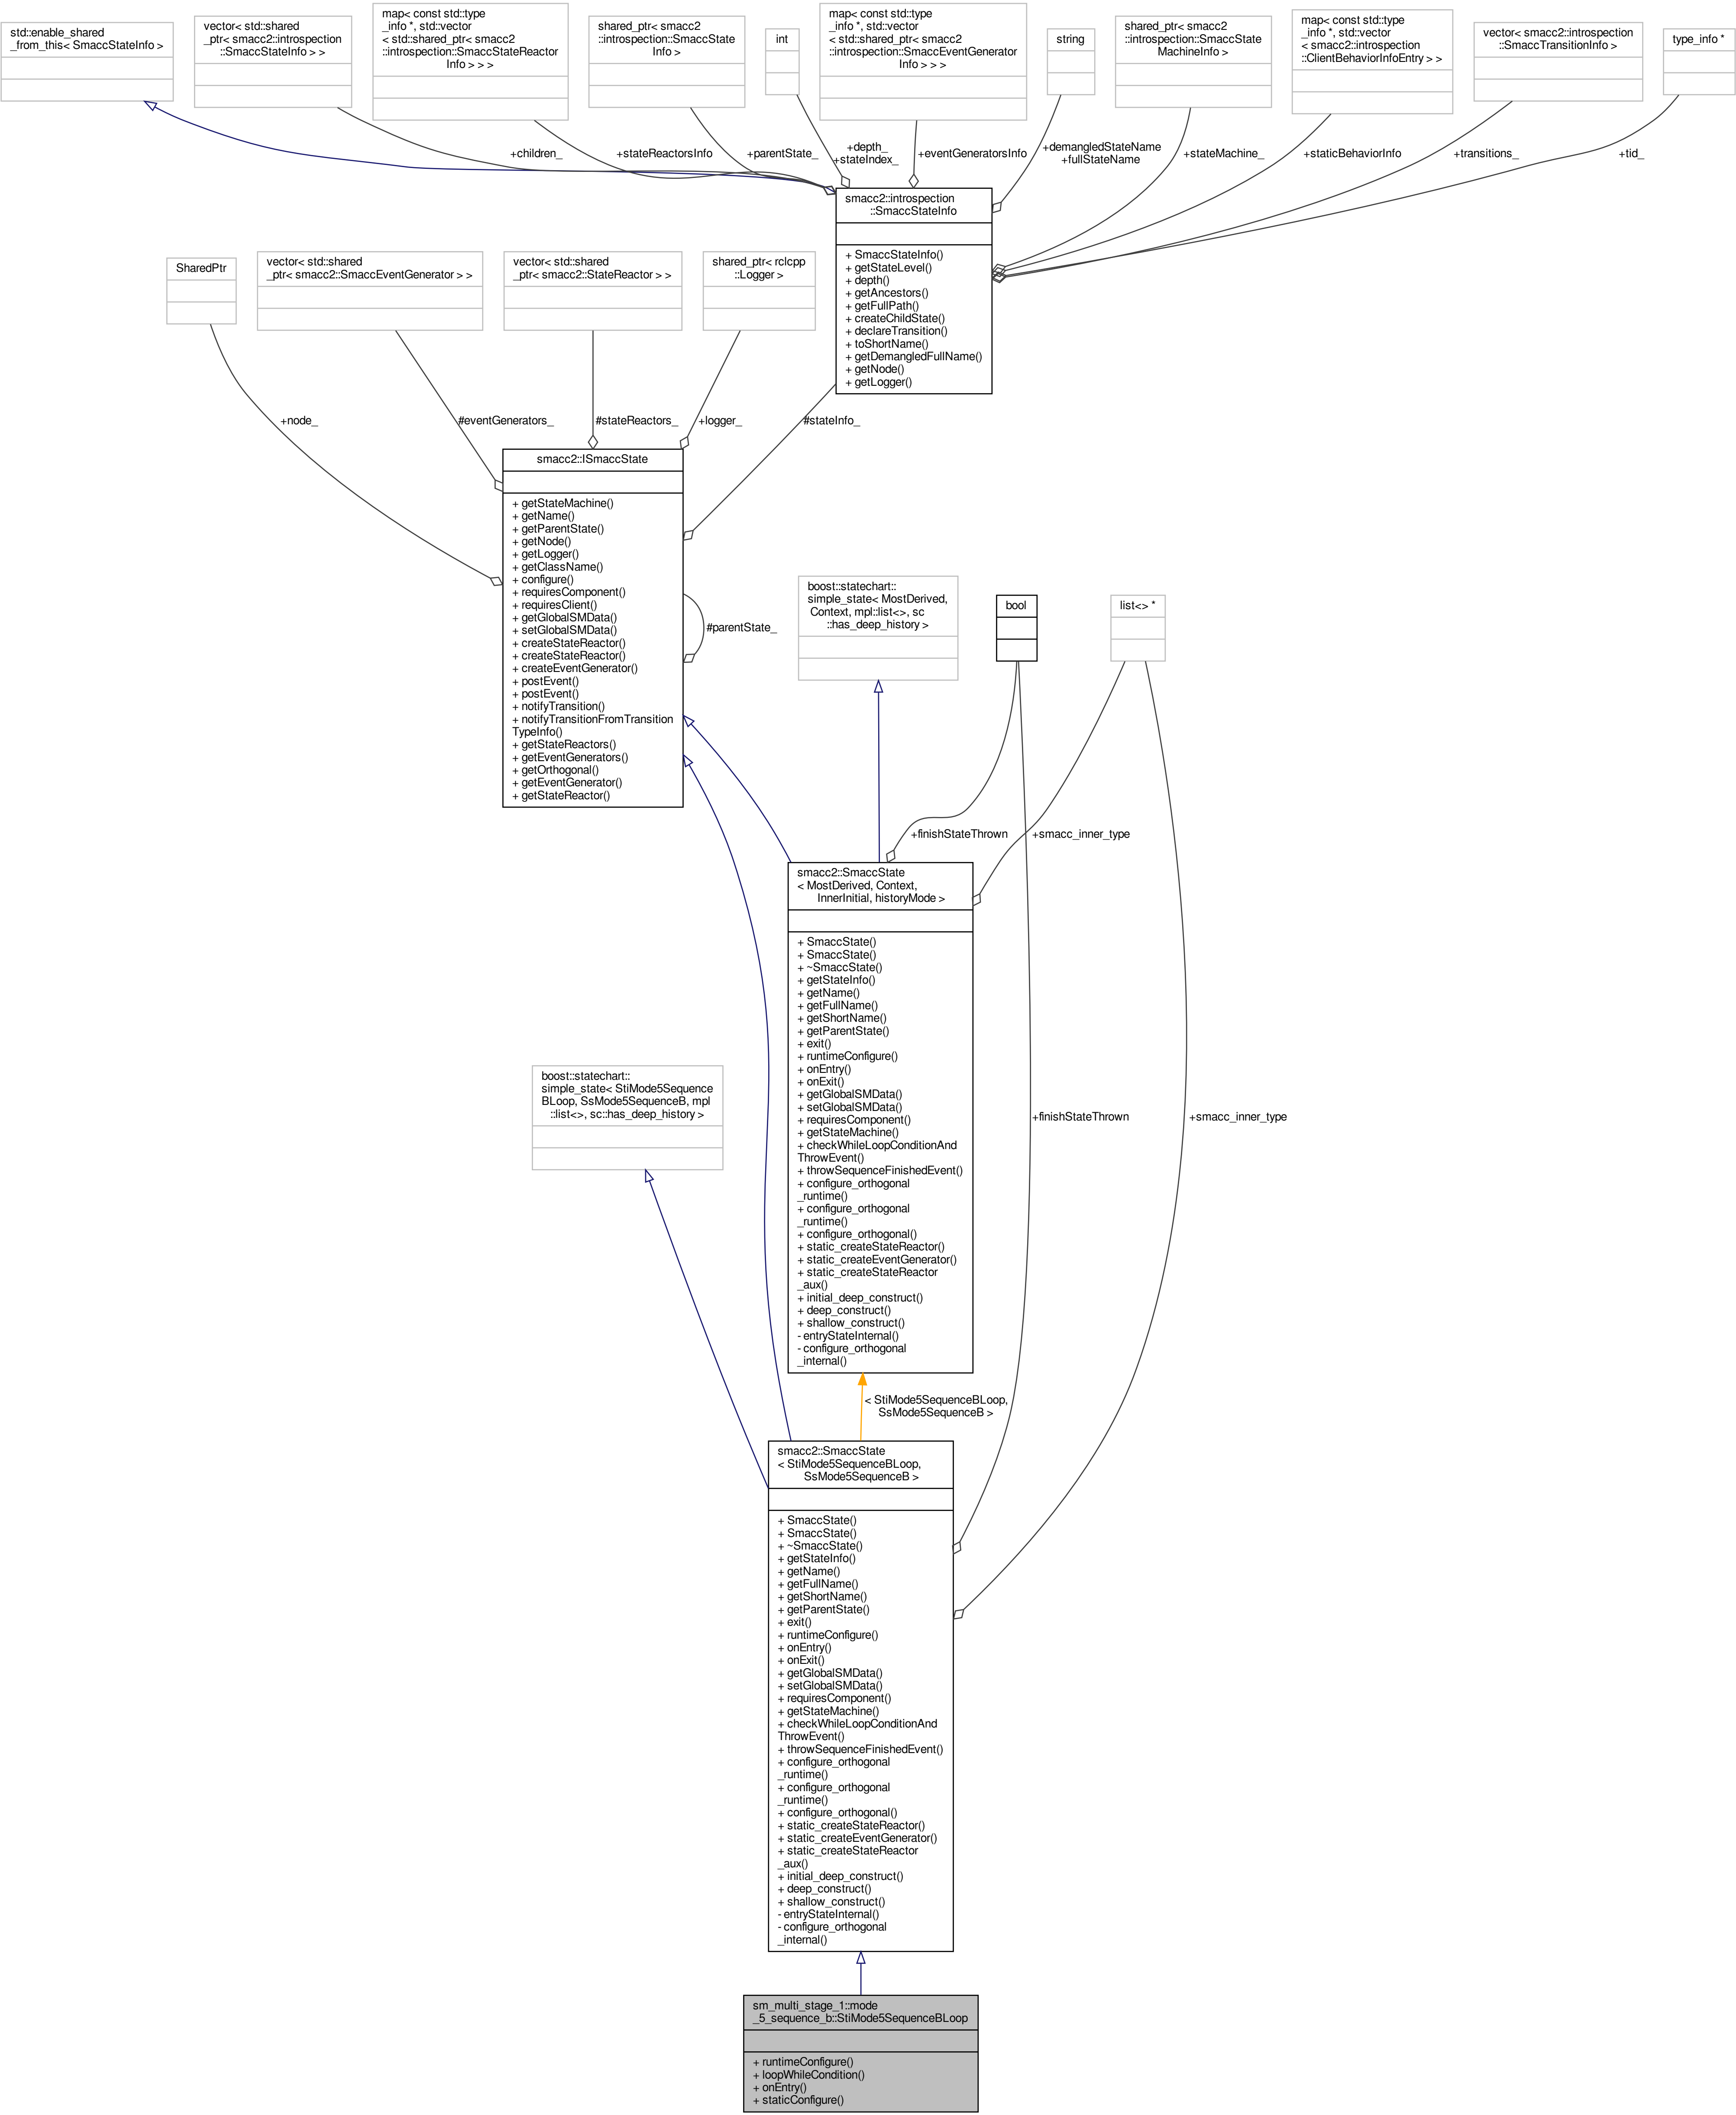 std::enable_shared
_from_this< SmaccStateInfo >
vector< std::shared
_ptr< smacc2::introspection
::SmaccStateInfo > >
map< const std::type
_info *, std::vector
< std::shared_ptr< smacc2
::introspection::SmaccStateReactor
Info > > >
shared_ptr< smacc2
::introspection::SmaccState
Info >
int
map< const std::type
_info *, std::vector
< std::shared_ptr< smacc2
::introspection::SmaccEventGenerator
Info > > >
string
shared_ptr< smacc2
::introspection::SmaccState
MachineInfo >
map< const std::type
_info *, std::vector
< smacc2::introspection
::ClientBehaviorInfoEntry > >
vector< smacc2::introspection
::SmaccTransitionInfo >
type_info *
+children_
+stateReactorsInfo
+parentState_
+depth_
+stateIndex_
+eventGeneratorsInfo
+demangledStateName
+fullStateName
+stateMachine_
+staticBehaviorInfo
+transitions_
+tid_
smacc2::introspection
::SmaccStateInfo
+ SmaccStateInfo()
+ getStateLevel()
+ depth()
+ getAncestors()
+ getFullPath()
+ createChildState()
+ declareTransition()
+ toShortName()
+ getDemangledFullName()
+ getNode()
+ getLogger()
SharedPtr
vector< std::shared
_ptr< smacc2::SmaccEventGenerator > >
vector< std::shared
_ptr< smacc2::StateReactor > >
shared_ptr< rclcpp
::Logger >
+node_
#eventGenerators_
#stateReactors_
+logger_
#stateInfo_
smacc2::ISmaccState
+ getStateMachine()
+ getName()
+ getParentState()
+ getNode()
+ getLogger()
+ getClassName()
+ configure()
+ requiresComponent()
+ requiresClient()
+ getGlobalSMData()
+ setGlobalSMData()
+ createStateReactor()
+ createStateReactor()
+ createEventGenerator()
+ postEvent()
+ postEvent()
+ notifyTransition()
+ notifyTransitionFromTransition
TypeInfo()
+ getStateReactors()
+ getEventGenerators()
+ getOrthogonal()
+ getEventGenerator()
+ getStateReactor()
#parentState_
boost::statechart::
simple_state< MostDerived,
Context, mpl::list<>, sc
::has_deep_history >
bool
list<> *
+finishStateThrown
+smacc_inner_type
smacc2::SmaccState
< MostDerived, Context,
InnerInitial, historyMode >
+ SmaccState()
+ SmaccState()
+ ~SmaccState()
+ getStateInfo()
+ getName()
+ getFullName()
+ getShortName()
+ getParentState()
+ exit()
+ runtimeConfigure()
+ onEntry()
+ onExit()
+ getGlobalSMData()
+ setGlobalSMData()
+ requiresComponent()
+ getStateMachine()
+ checkWhileLoopConditionAnd
ThrowEvent()
+ throwSequenceFinishedEvent()
+ configure_orthogonal
_runtime()
+ configure_orthogonal
_runtime()
+ configure_orthogonal()
+ static_createStateReactor()
+ static_createEventGenerator()
+ static_createStateReactor
_aux()
+ initial_deep_construct()
+ deep_construct()
+ shallow_construct()
- entryStateInternal()
- configure_orthogonal
_internal()
boost::statechart::
simple_state< StiMode5Sequence
BLoop, SsMode5SequenceB, mpl
::list<>, sc::has_deep_history >
+finishStateThrown
+smacc_inner_type
< StiMode5SequenceBLoop,
SsMode5SequenceB >
smacc2::SmaccState
< StiMode5SequenceBLoop,
SsMode5SequenceB >
+ SmaccState()
+ SmaccState()
+ ~SmaccState()
+ getStateInfo()
+ getName()
+ getFullName()
+ getShortName()
+ getParentState()
+ exit()
+ runtimeConfigure()
+ onEntry()
+ onExit()
+ getGlobalSMData()
+ setGlobalSMData()
+ requiresComponent()
+ getStateMachine()
+ checkWhileLoopConditionAnd
ThrowEvent()
+ throwSequenceFinishedEvent()
+ configure_orthogonal
_runtime()
+ configure_orthogonal
_runtime()
+ configure_orthogonal()
+ static_createStateReactor()
+ static_createEventGenerator()
+ static_createStateReactor
_aux()
+ initial_deep_construct()
+ deep_construct()
+ shallow_construct()
- entryStateInternal()
- configure_orthogonal
_internal()
sm_multi_stage_1::mode
_5_sequence_b::StiMode5SequenceBLoop
+ runtimeConfigure()
+ loopWhileCondition()
+ onEntry()
+ staticConfigure()